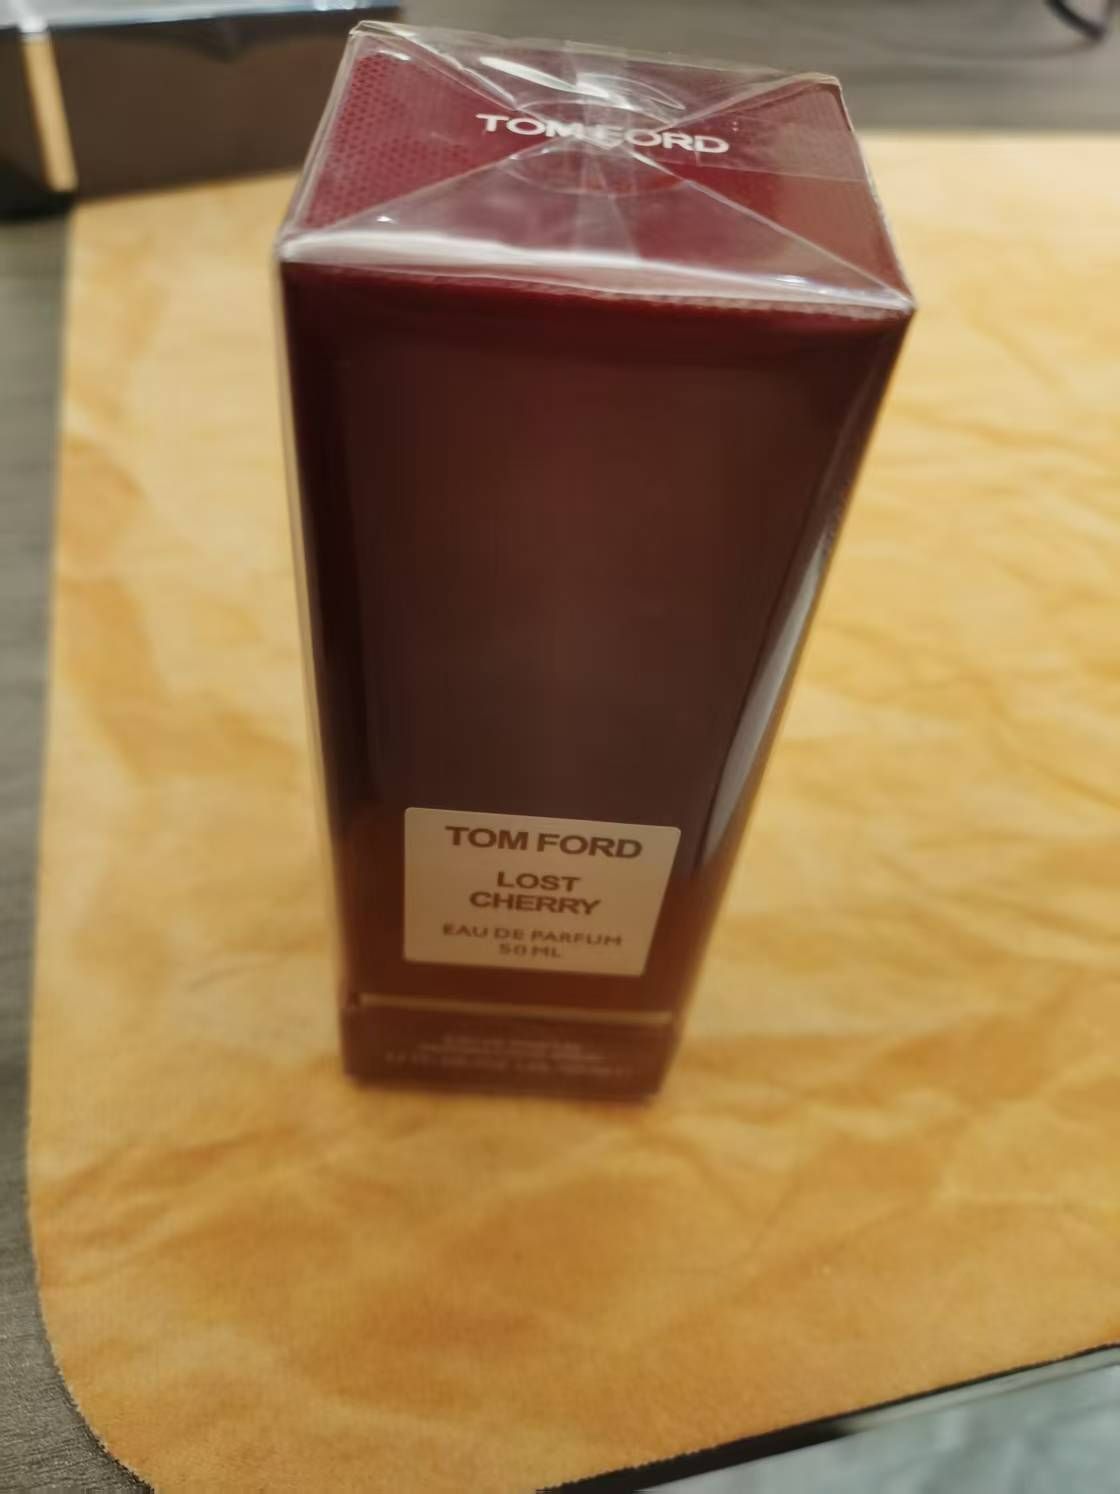 TOM FORD
TOM FORD
LOST
CHERRY
EAU DE PARFUM
50 ML